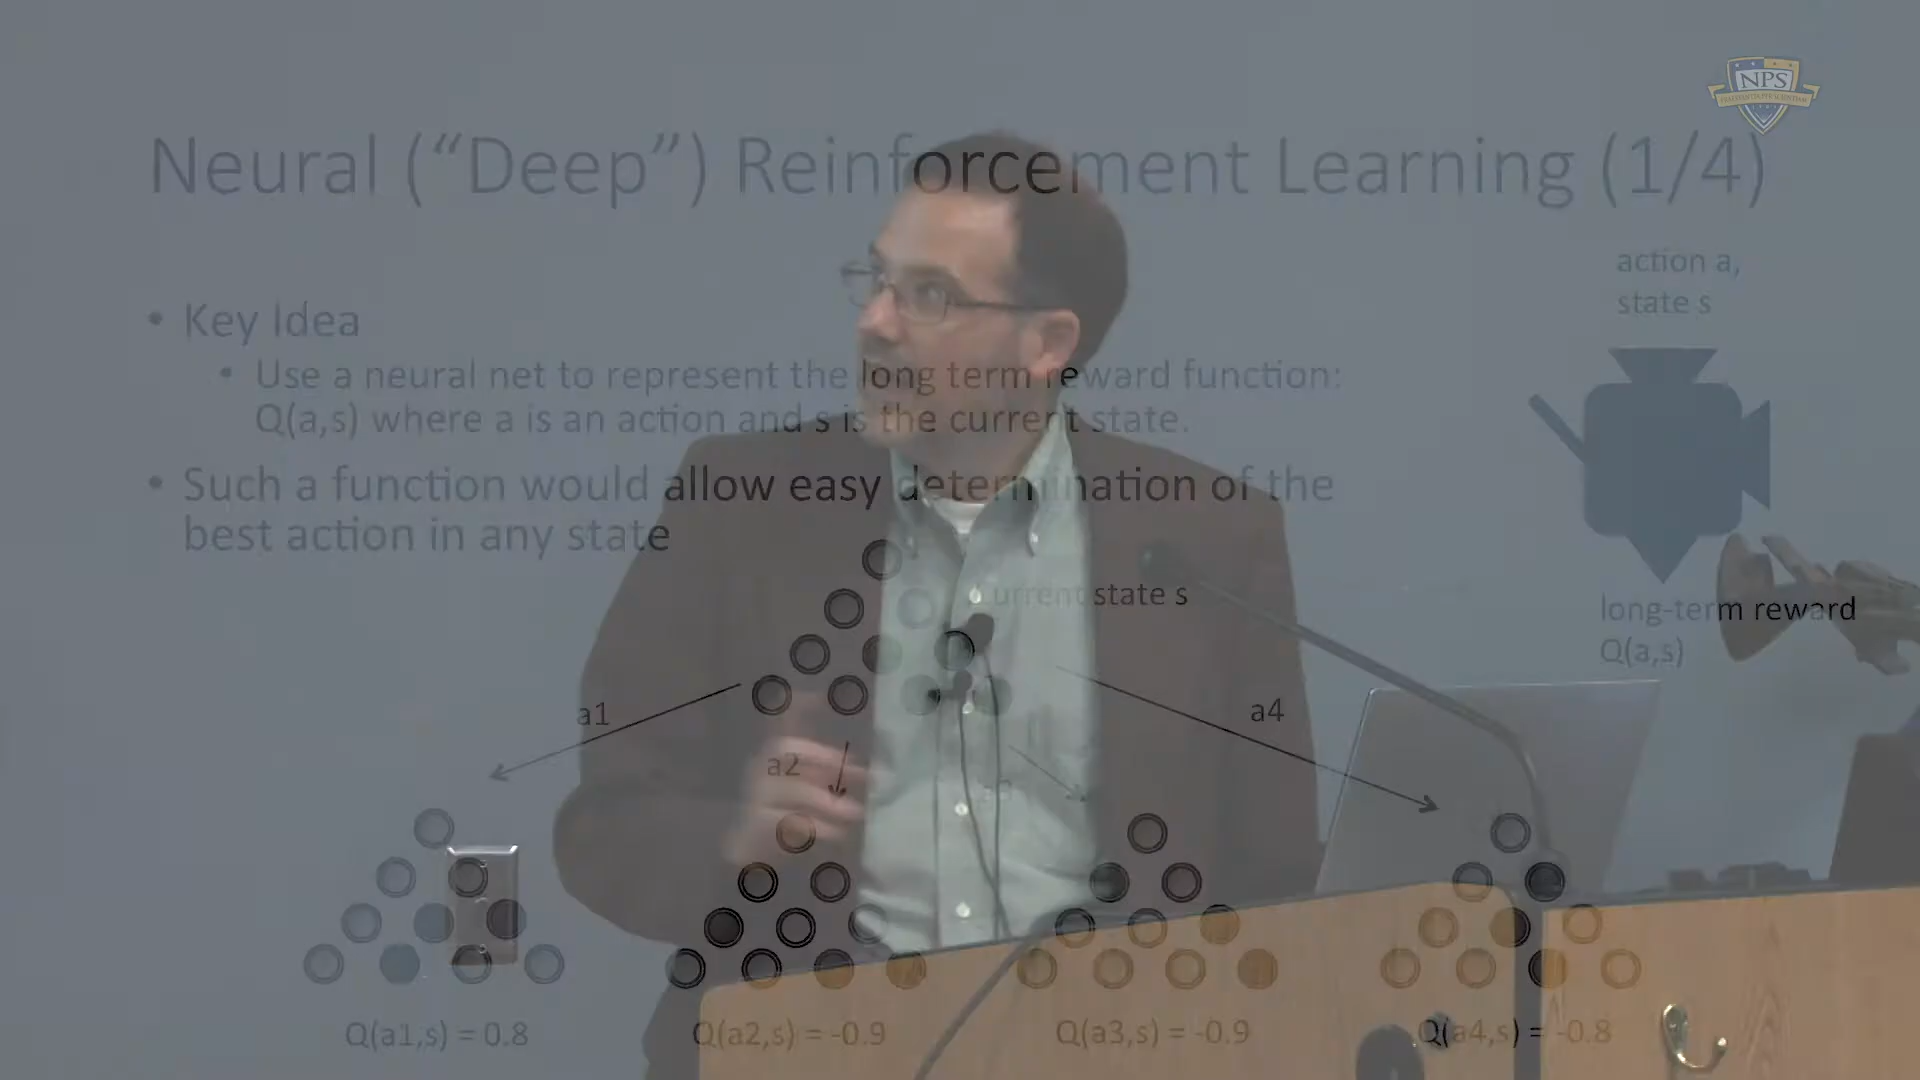 NPS
Neural (“Deep”) Reinforcement Learning (1/4)
action a,
state s
• Key Idea
• Use a neural net to represent the long term reward function:
Q(a,s) where a is an action and s is the current state.
• Such a function would allow easy determination of the
best action in any state
current state s
long-term reward
Q(a,s)
a1
a2
a3
a4
Q(a1,s) = 0.8
Q(a2,s) = -0.9
Q(a3,s) = -0.9
Q(a4,s) = -0.8